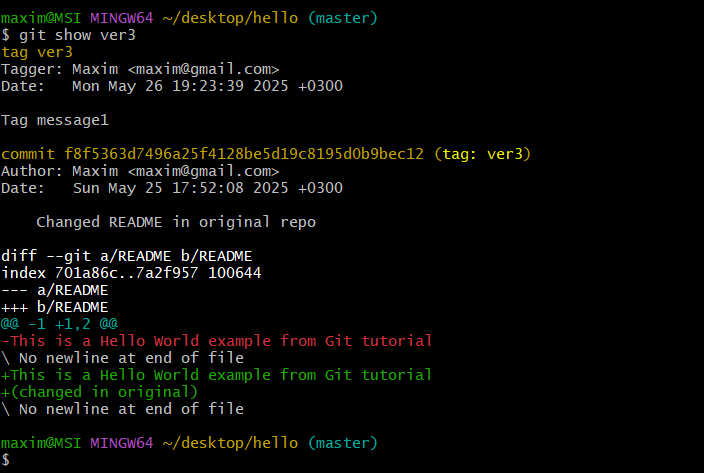 maxim@MSI MINGW64 ~/desktop/hello (master)
$ git show ver3
tag ver3
Tagger: Maxim <maxim@gmail.com>
Date:   Mon May 26 19:23:39 2025 +0300

Tag message1

commit f8f5363d7496a25f4128be5d19c8195d0b9bec12 (tag: ver3)
Author: Maxim <maxim@gmail.com>
Date:   Sun May 25 17:52:08 2025 +0300

    Changed README in original repo

diff --git a/README b/README
index 701a86c..7a2f957 100644
--- a/README
+++ b/README
@@ -1 +1,2 @@
-This is a Hello World example from Git tutorial
\ No newline at end of file
+This is a Hello World example from Git tutorial
+(changed in original)
\ No newline at end of file

maxim@MSI MINGW64 ~/desktop/hello (master)
$